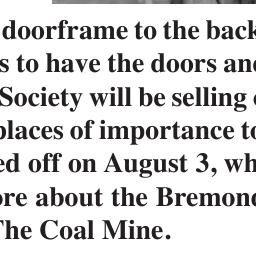 doorframe to the back
s to have the doors and
Society will be selling
places of importance to
ed off on August 3, wh
ore about the Bremond
The Coal Mine.